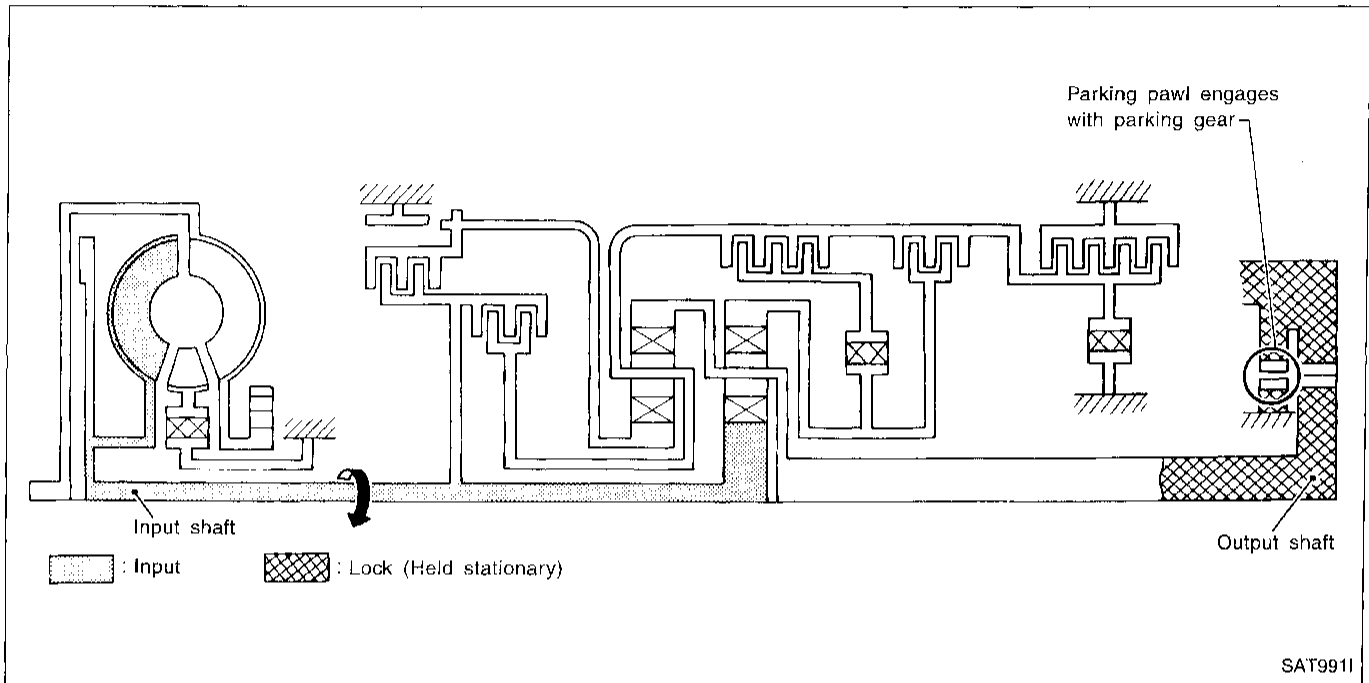 Parking pawl engages
with parking gear
Input shaft
Output shaft
: Input
: Lock (Held stationary)
SAT991I